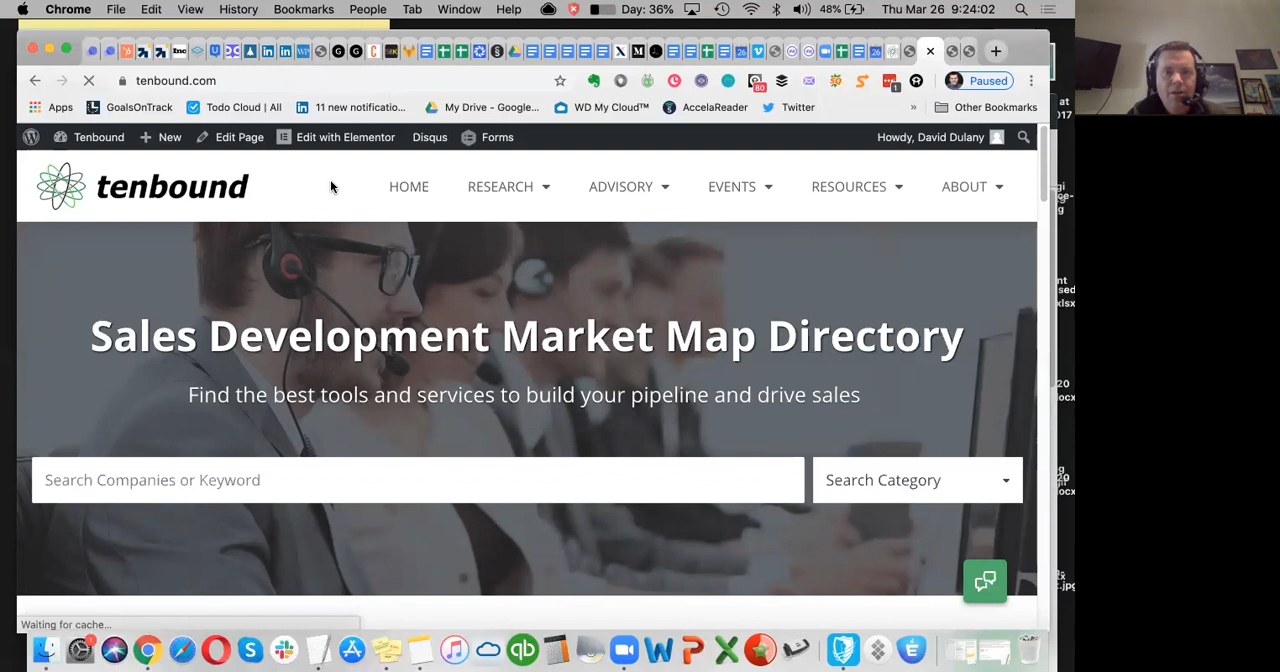 Chrome File Edit View History Bookmarks People Tab Window Help Day: 36% 48% Thu Mar 26 9:24:02
tenbound.com Paused
Apps GoalsOnTrack Todo Cloud | All 11 new notificatio... My Drive - Google... WD My Cloud™ AccelaReader Twitter » Other Bookmarks
Tenbound New Edit Page Edit with Elementor Disqus Forms Howdy, David Dulany
tenbound HOME RESEARCH ADVISORY EVENTS RESOURCES ABOUT
Sales Development Market Map Directory
Find the best tools and services to build your pipeline and drive sales
Search Companies or Keyword Search Category
Waiting for cache...